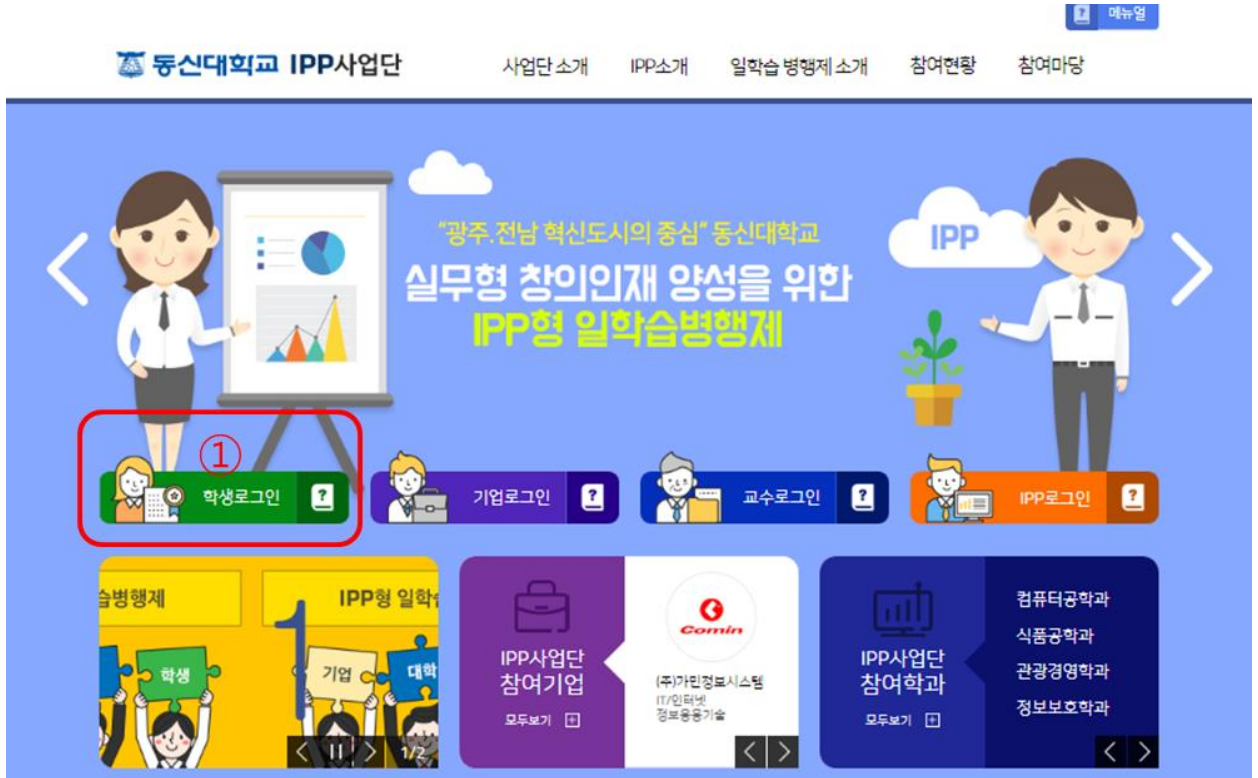 메뉴얼
동신대학교 IPP사업단
사업단 소개
IPP소개
일학습 병행제 소개
참여현황
참여마당
"광주.전남 혁신도시의 중심" 동신대학교
실무형 창의인재 양성을 위한
IPP형 일학습병행제
IPP
①
학생로그인
기업로그인
교수로그인
IPP로그인
습병행제
IPP형 일학
학생
1
기업
대학
1/2
IPP사업단
참여기업
모두보기
Comin
(주)가민정보시스템
IT/인터넷
정보응용기술
IPP사업단
참여학과
모두보기
컴퓨터공학과
식품공학과
관광경영학과
정보보호학과